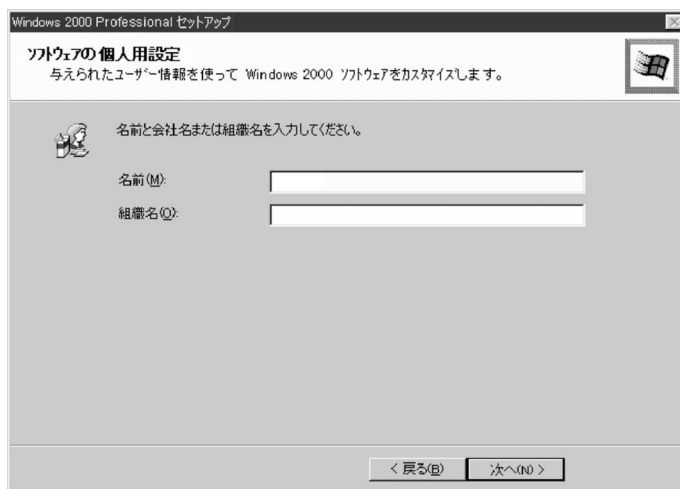 Windows 2000 Professional セットアップ
ソフトウェアの個人用設定
与えられたユーザー情報を使って Windows 2000 ソフトウェアをカスタマイズします。
名前と会社名または組織名を入力してください。
名前(M):
組織名(O):
< 戻る(B) 次へ(N) >